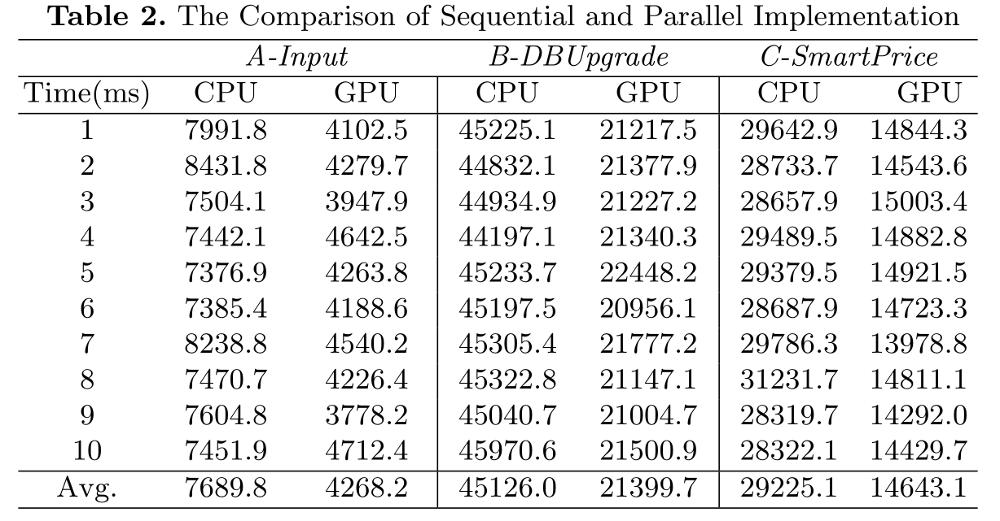 Table 2. The Comparison of Sequential and Parallel Implementation
A-Input B-DBUpgrade C-SmartPrice
Time(ms) CPU GPU CPU GPU CPU GPU
1 7991.8 4102.5 45225.1 21217.5 29642.9 14844.3
2 8431.8 4279.7 44832.1 21377.9 28733.7 14543.6
3 7504.1 3947.9 44934.9 21227.2 28657.9 15003.4
4 7442.1 4642.5 44197.1 21340.3 29489.5 14882.8
5 7376.9 4263.8 45233.7 22448.2 29379.5 14921.5
6 7385.4 4188.6 45197.5 20956.1 28687.9 14723.3
7 8238.8 4540.2 45305.4 21777.2 29786.3 13978.8
8 7470.7 4226.4 45322.8 21147.1 31231.7 14811.1
9 7604.8 3778.2 45040.7 21004.7 28319.7 14292.0
10 7451.9 4712.4 45970.6 21500.9 28322.1 14429.7
Avg. 7689.8 4268.2 45126.0 21399.7 29225.1 14643.1